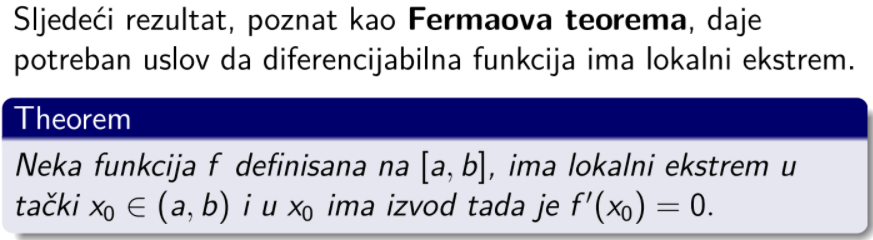 Sljedeći rezultat, poznat kao Fermaova teorema, daje
potreban uslov da diferencijabilna funkcija ima lokalni ekstrem.
Theorem
Neka funkcija f definisana na [a, b], ima lokalni ekstrem u
tački x₀ ∈ (a, b) i u x₀ ima izvod tada je f′(x₀) = 0.